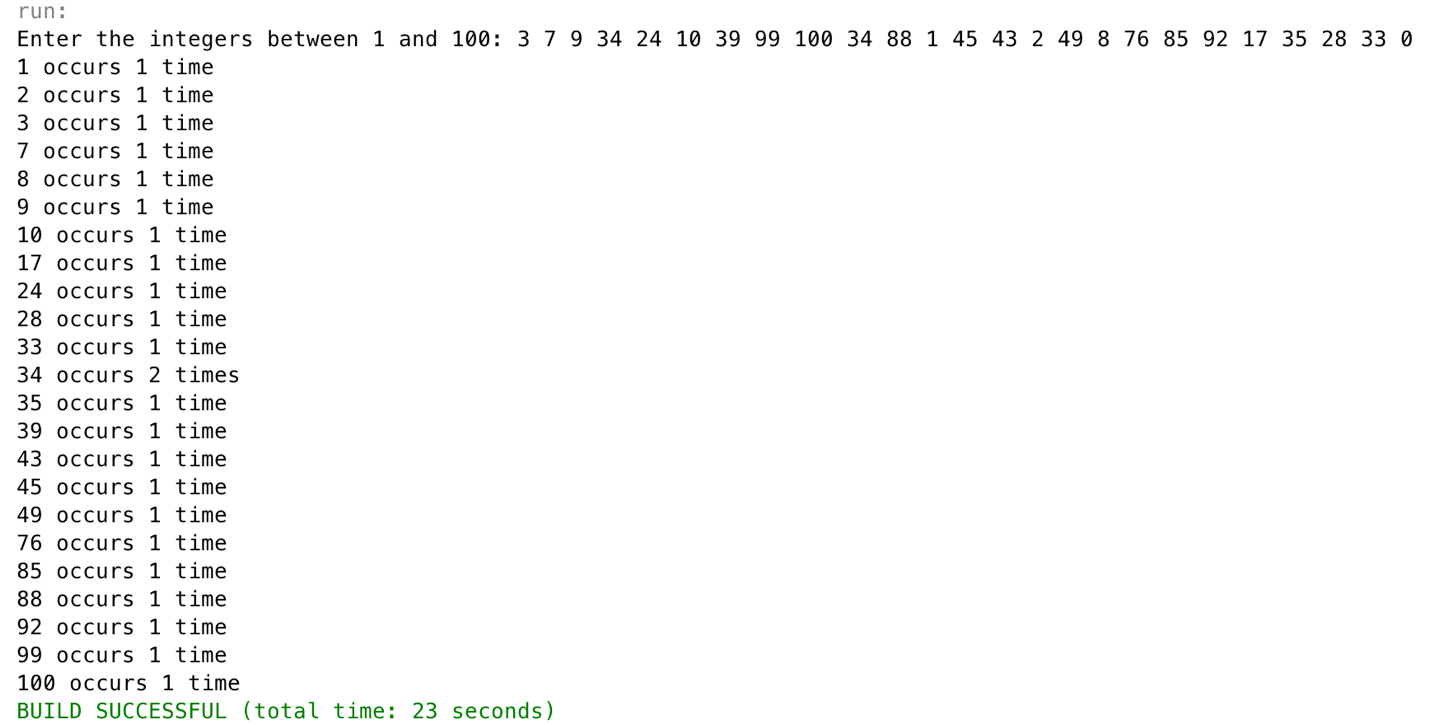 run:
Enter the integers between 1 and 100: 3 7 9 34 24 10 39 99 100 34 88 1 45 43 2 49 8 76 85 92 17 35 28 33 0
1 occurs 1 time
2 occurs 1 time
3 occurs 1 time
7 occurs 1 time
8 occurs 1 time
9 occurs 1 time
10 occurs 1 time
17 occurs 1 time
24 occurs 1 time
28 occurs 1 time
33 occurs 1 time
34 occurs 2 times
35 occurs 1 time
39 occurs 1 time
43 occurs 1 time
45 occurs 1 time
49 occurs 1 time
76 occurs 1 time
85 occurs 1 time
88 occurs 1 time
92 occurs 1 time
99 occurs 1 time
100 occurs 1 time
BUILD SUCCESSFUL (total time: 23 seconds)